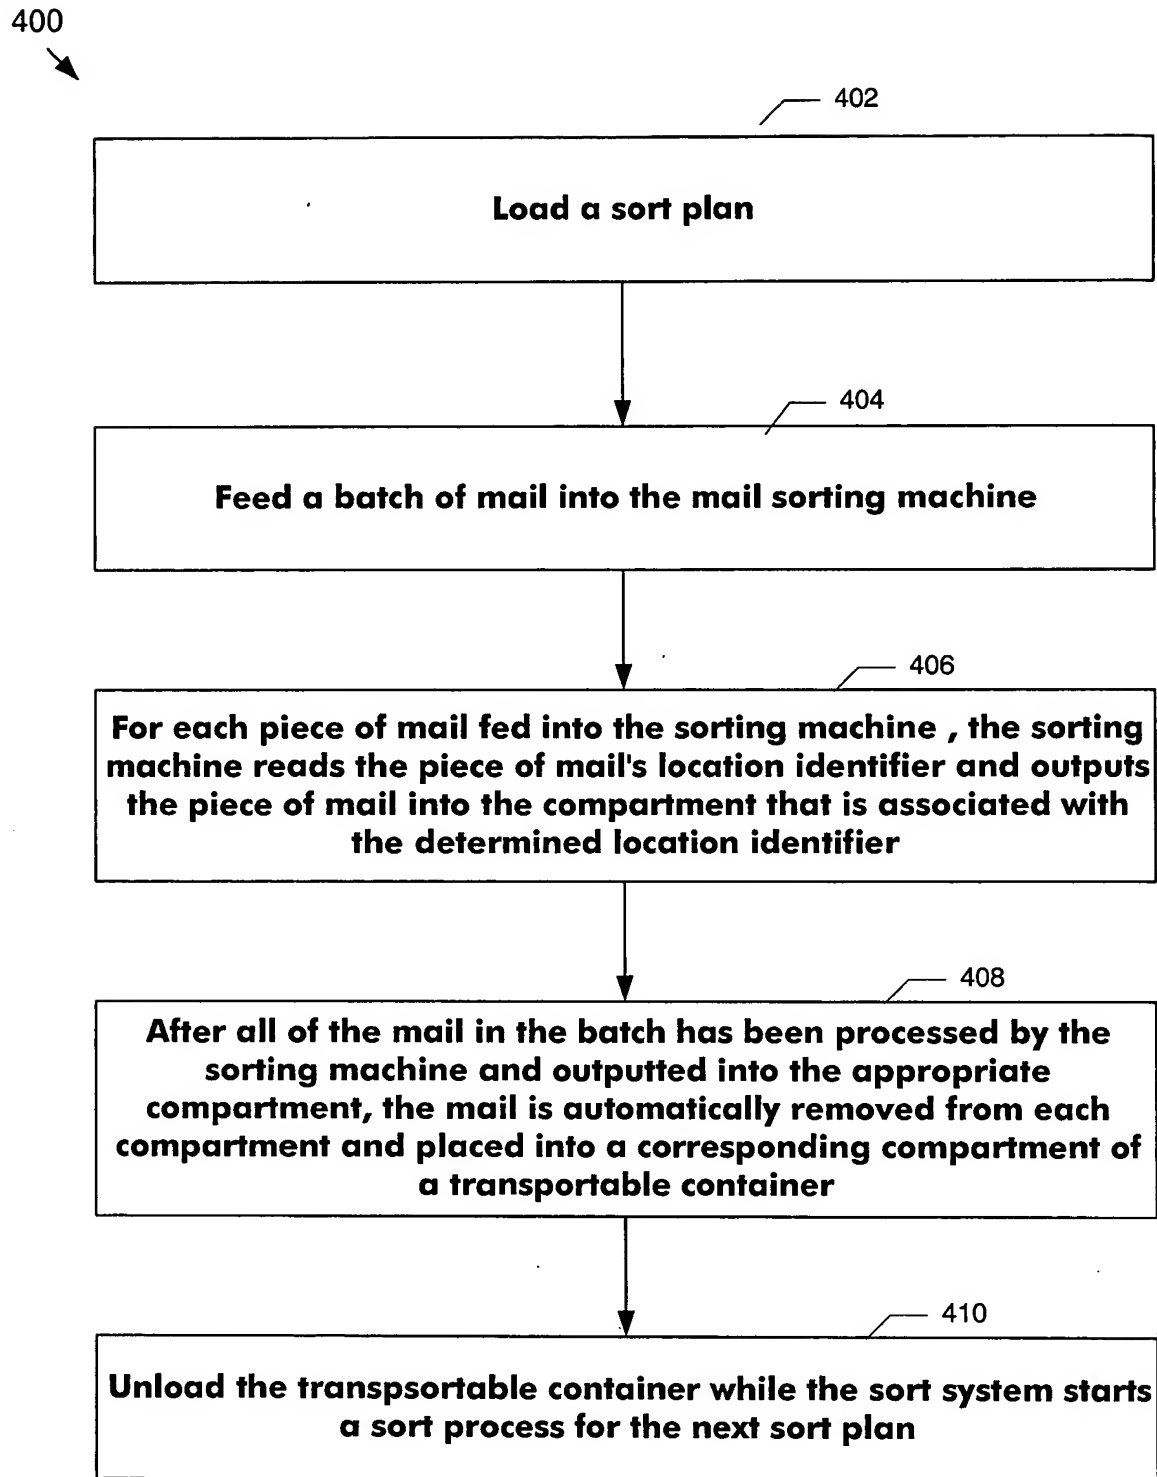 400
402
Load a sort plan
404
Feed a batch of mail into the mail sorting machine
406
For each piece of mail fed into the sorting machine , the sorting
machine reads the piece of mail's location identifier and outputs
the piece of mail into the compartment that is associated with
the determined location identifier
408
After all of the mail in the batch has been processed by the
sorting machine and outputted into the appropriate
compartment, the mail is automatically removed from each
compartment and placed into a corresponding compartment of
a transportable container
410
Unload the transpsortable container while the sort system starts
a sort process for the next sort plan